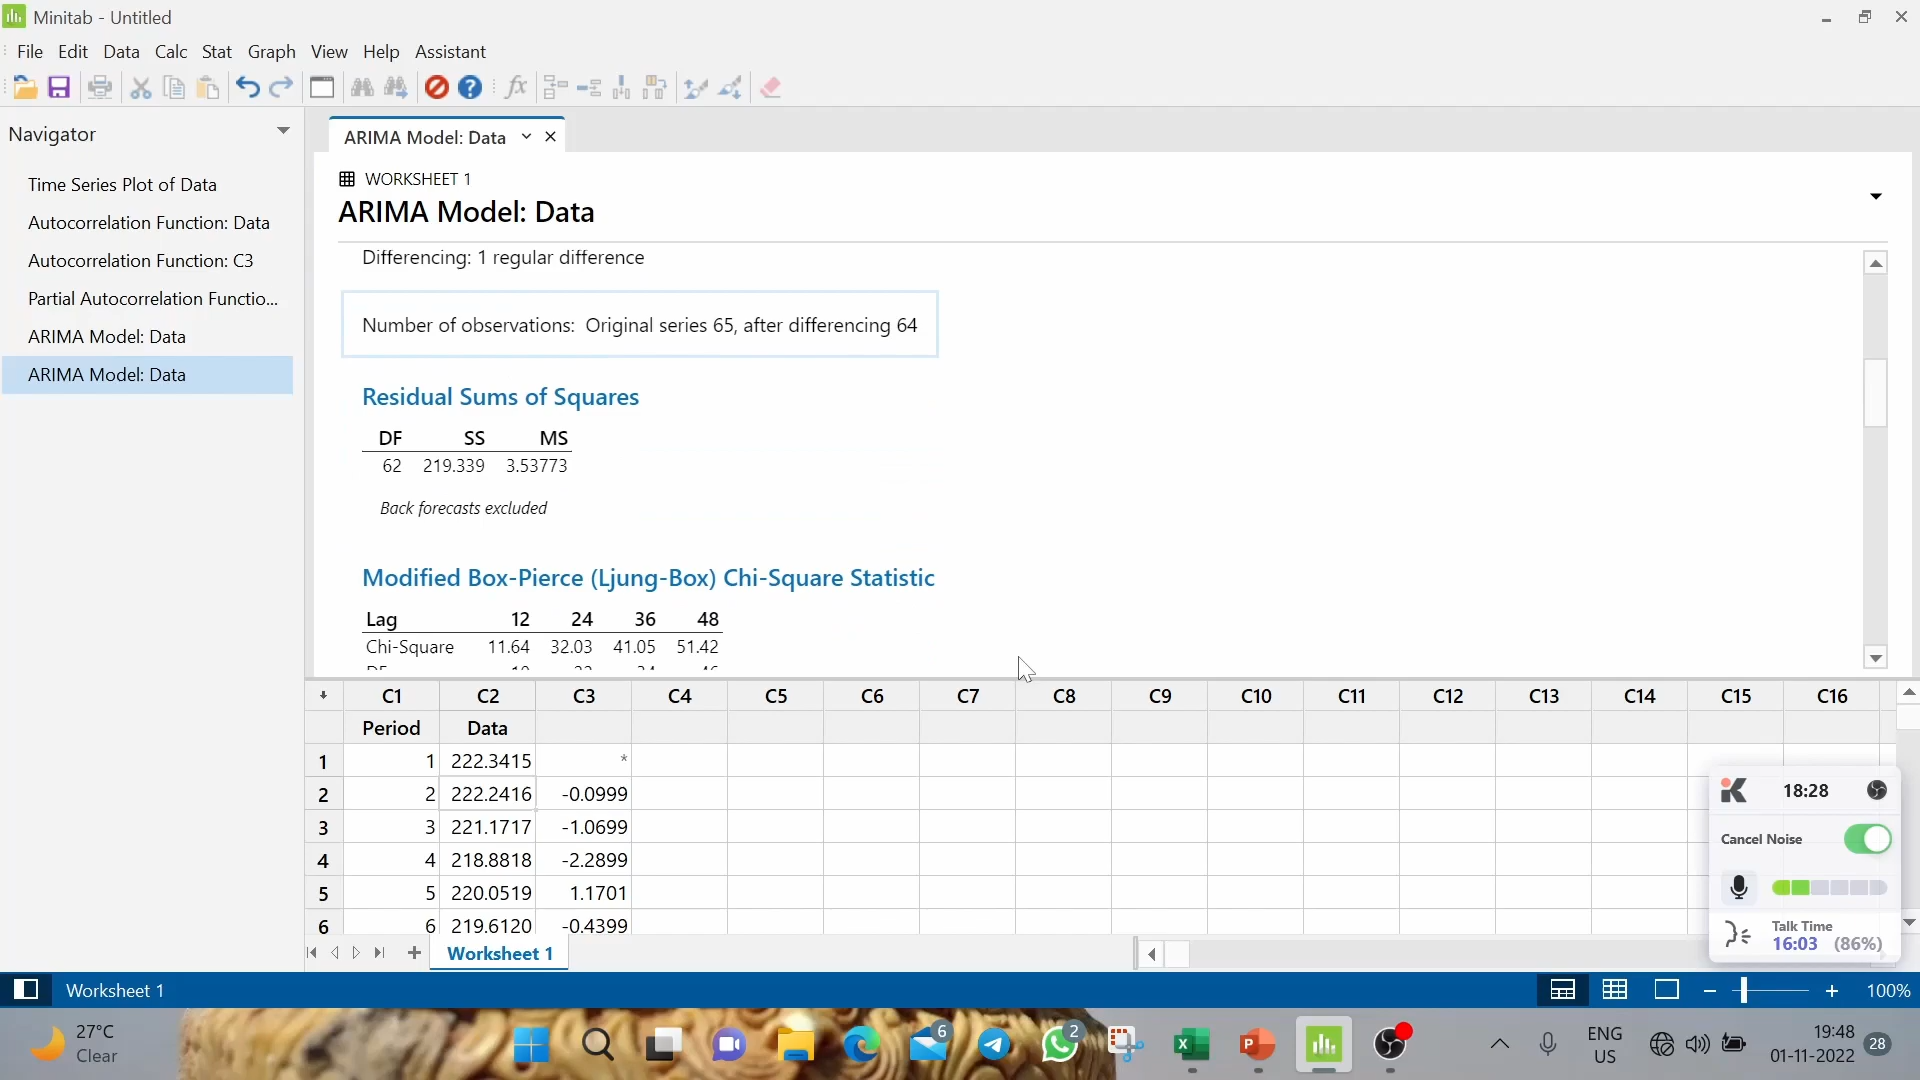 Minitab - Untitled
File Edit Data Calc Stat Graph View Help Assistant
Navigator
Time Series Plot of Data
Autocorrelation Function: Data
Autocorrelation Function: C3
Partial Autocorrelation Functio...
ARIMA Model: Data
ARIMA Model: Data
ARIMA Model: Data
WORKSHEET 1
ARIMA Model: Data
Differencing: 1 regular difference
Number of observations: Original series 65, after differencing 64
Residual Sums of Squares
DF SS MS
62 219.339 3.53773
Back forecasts excluded
Modified Box-Pierce (Ljung-Box) Chi-Square Statistic
Lag 12 24 36 48
Chi-Square 11.64 32.03 41.05 51.42
C1 C2 C3 C4 C5 C6 C7 C8 C9 C10 C11 C12 C13 C14 C15 C16
Period Data
1 1 222.3415 *
2 2 222.2416 -0.0999
3 3 221.1717 -1.0699
4 4 218.8818 -2.2899
5 5 220.0519 1.1701
6 6 219.6120 -0.4399
Worksheet 1
18:28
Cancel Noise
Talk Time
16:03 (86%)
Worksheet 1
100%
27°C
Clear
6
2
ENG
US
19:48
01-11-2022
28